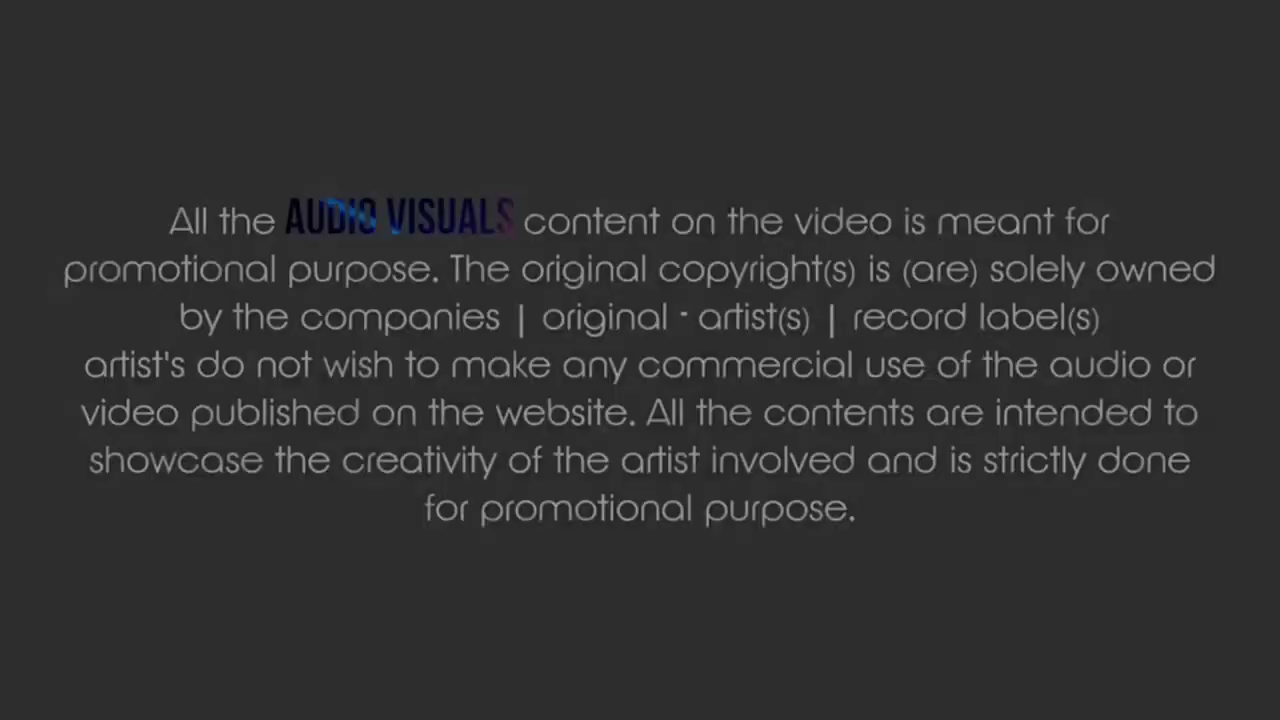 All the AUDIO VISUALS content on the video is meant for
promotional purpose. The original copyright(s) is (are) solely owned
by the companies | original · artist(s) | record label(s)
artist's do not wish to make any commercial use of the audio or
video published on the website. All the contents are intended to
showcase the creativity of the artist involved and is strictly done
for promotional purpose.